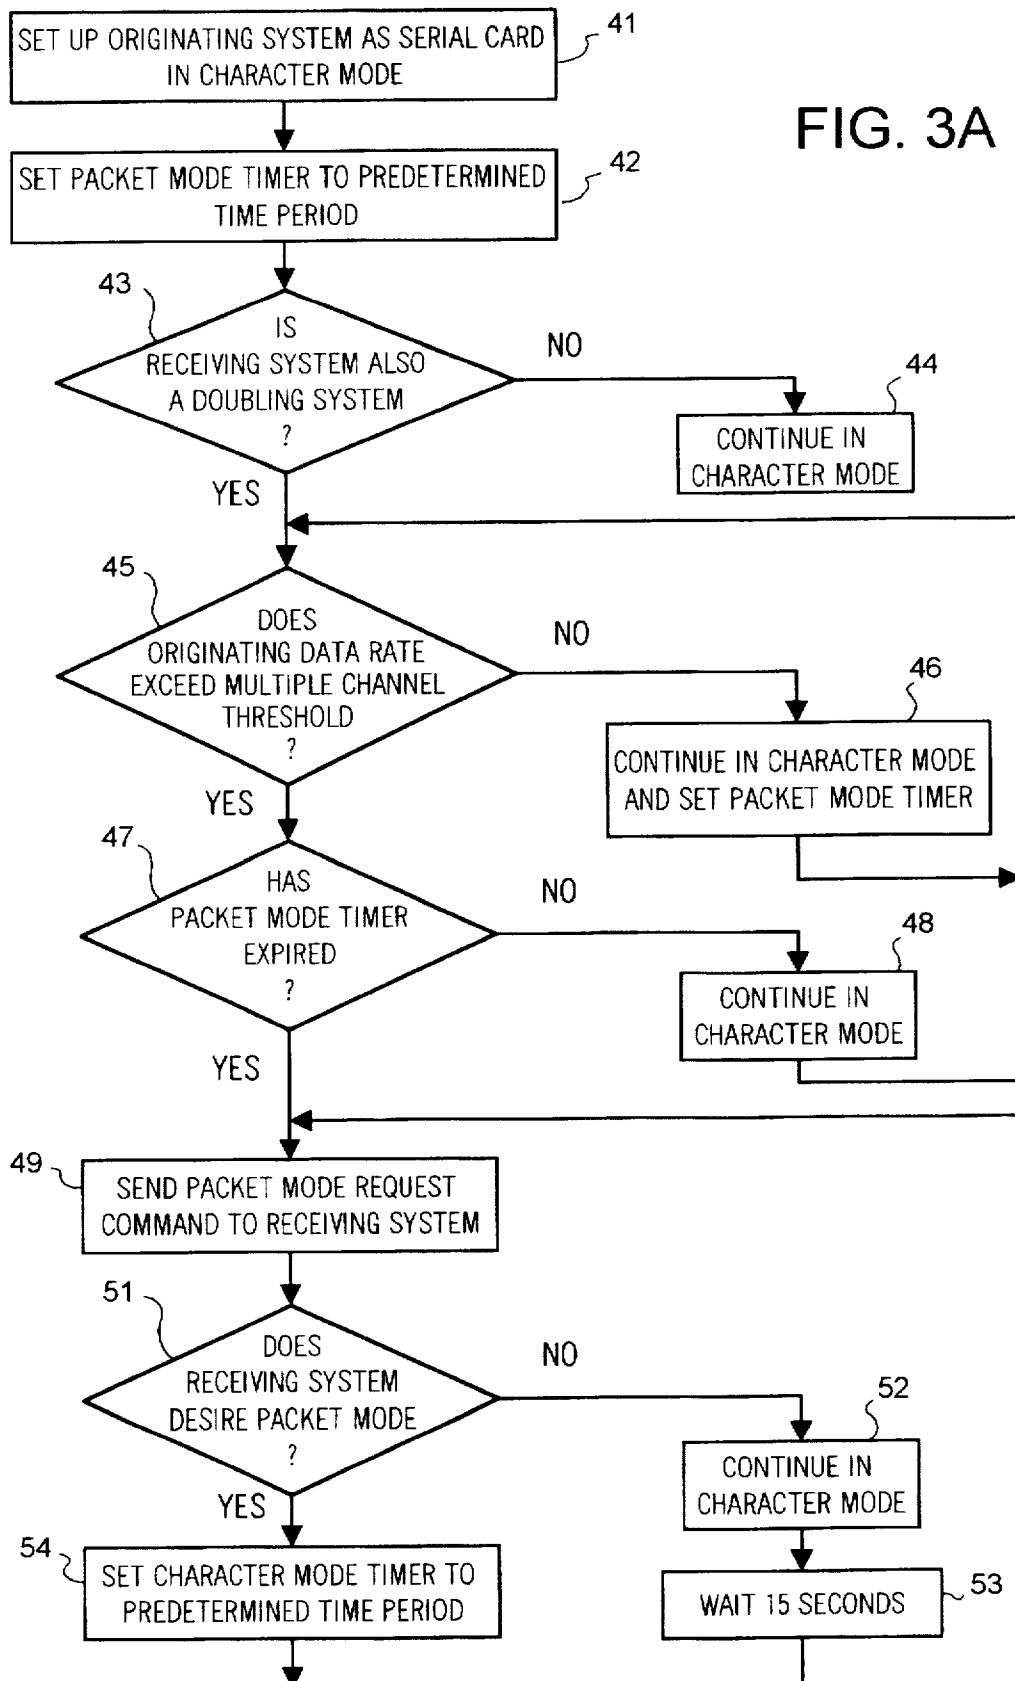 SET UP ORIGINATING SYSTEM AS SERIAL CARD
IN CHARACTER MODE
41
FIG. 3A
SET PACKET MODE TIMER TO PREDETERMINED
TIME PERIOD
42
43
IS
RECEIVING SYSTEM ALSO
A DOUBLING SYSTEM
?
NO
44
CONTINUE IN
CHARACTER MODE
YES
45
DOES
ORIGINATING DATA RATE
EXCEED MULTIPLE CHANNEL
THRESHOLD
?
NO
46
CONTINUE IN CHARACTER MODE
AND SET PACKET MODE TIMER
YES
47
HAS
PACKET MODE TIMER
EXPIRED
?
NO
48
CONTINUE IN
CHARACTER MODE
YES
49
SEND PACKET MODE REQUEST
COMMAND TO RECEIVING SYSTEM
51
DOES
RECEIVING SYSTEM
DESIRE PACKET MODE
?
NO
52
CONTINUE IN
CHARACTER MODE
YES
54
SET CHARACTER MODE TIMER TO
PREDETERMINED TIME PERIOD
WAIT 15 SECONDS
53